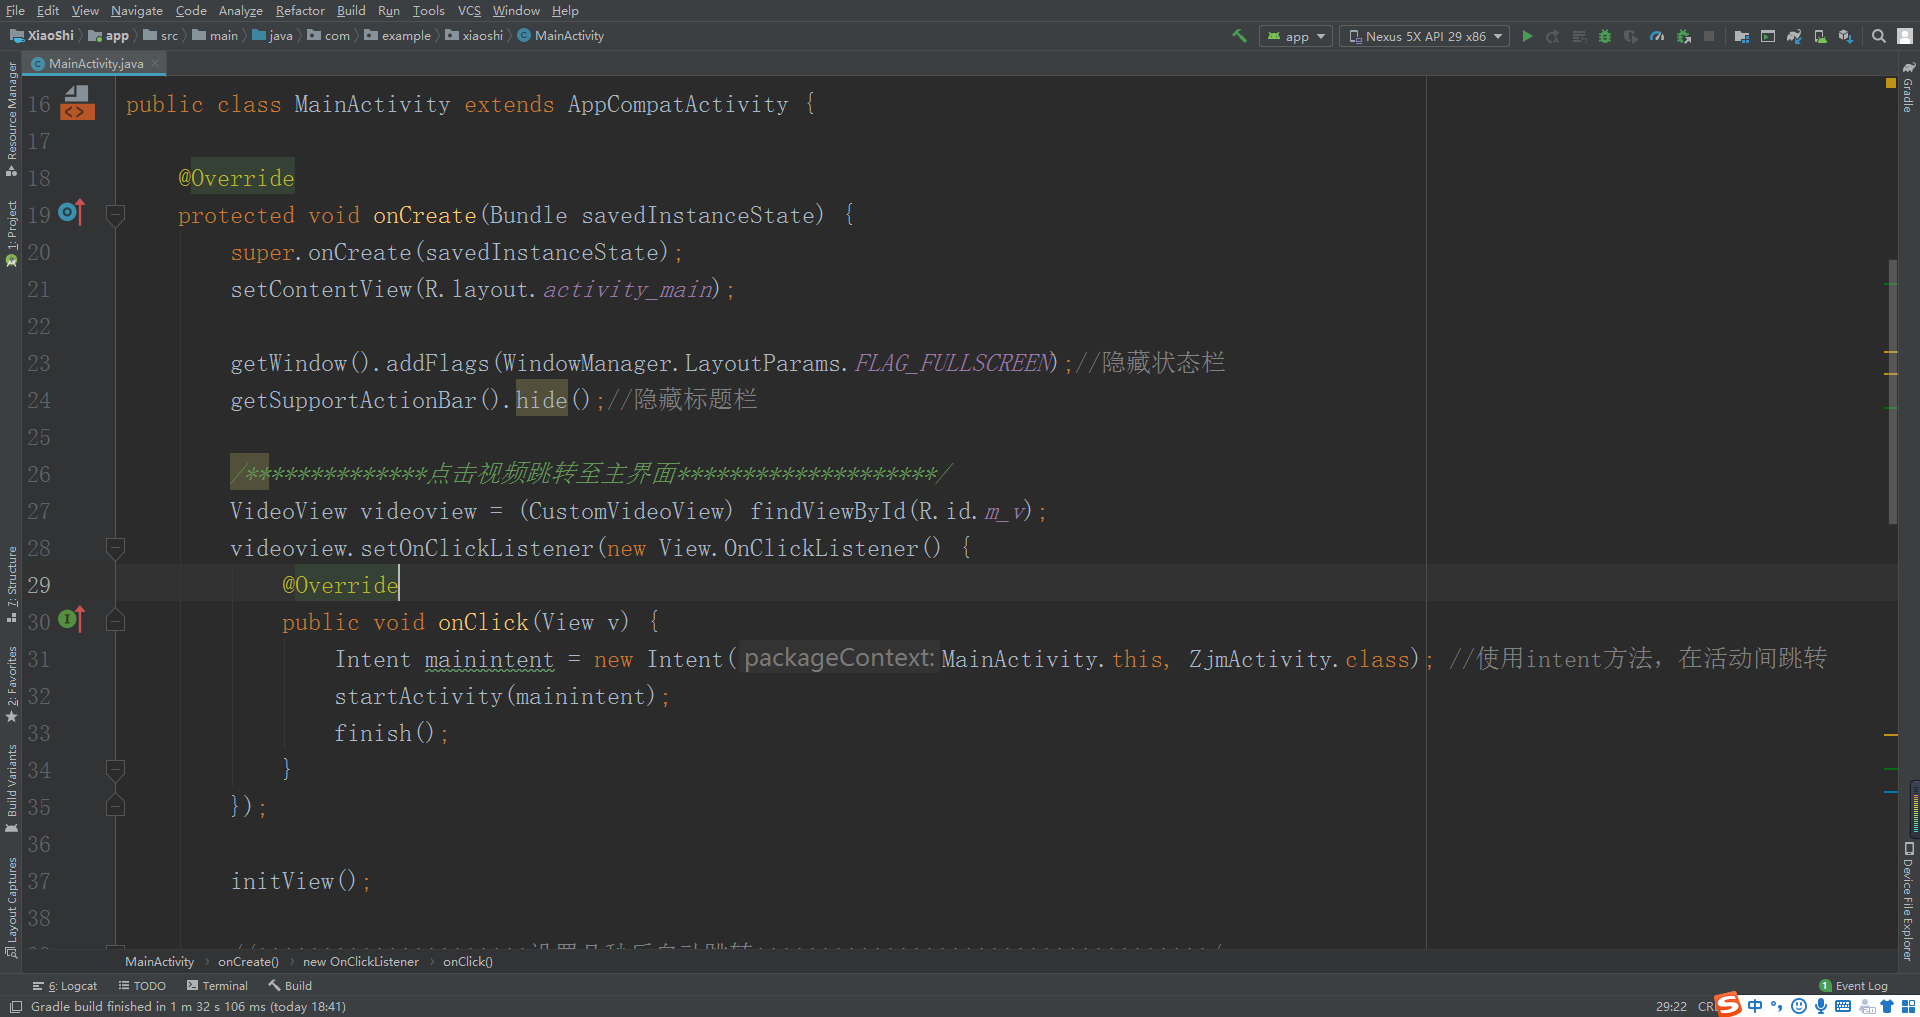 File Edit View Navigate Code Analyze Refactor Build Run Tools VCS Window Help
XiaoShi app src main java com example xiaoshi MainActivity
app Nexus 5X API 29 x86
MainActivity.java
Resource Manager
1: Project
7: Structure
2: Favorites
Build Variants
Layout Captures
Gradle
Device File Explorer
16 public class MainActivity extends AppCompatActivity {
17
18 @Override
19 protected void onCreate(Bundle savedInstanceState) {
20 super.onCreate(savedInstanceState);
21 setContentView(R.layout.activity_main);
22
23 getWindow().addFlags(WindowManager.LayoutParams.FLAG_FULLSCREEN);//隐藏状态栏
24 getSupportActionBar().hide();//隐藏标题栏
25
26 /**************点击视频跳转至主界面********************/
27 VideoView videoview = (CustomVideoView) findViewById(R.id.m_v);
28 videoview.setOnClickListener(new View.OnClickListener() {
29 @Override
30 public void onClick(View v) {
31 Intent mainintent = new Intent( packageContext: MainActivity.this, ZjmActivity.class); //使用intent方法，在活动间跳转
32 startActivity(mainintent);
33 finish();
34 }
35 });
36
37 initView();
38
MainActivity onCreate() new OnClickListener onClick()
6: Logcat TODO Terminal Build 1 Event Log
Gradle build finished in 1 m 32 s 106 ms (today 18:41) 29:22 中